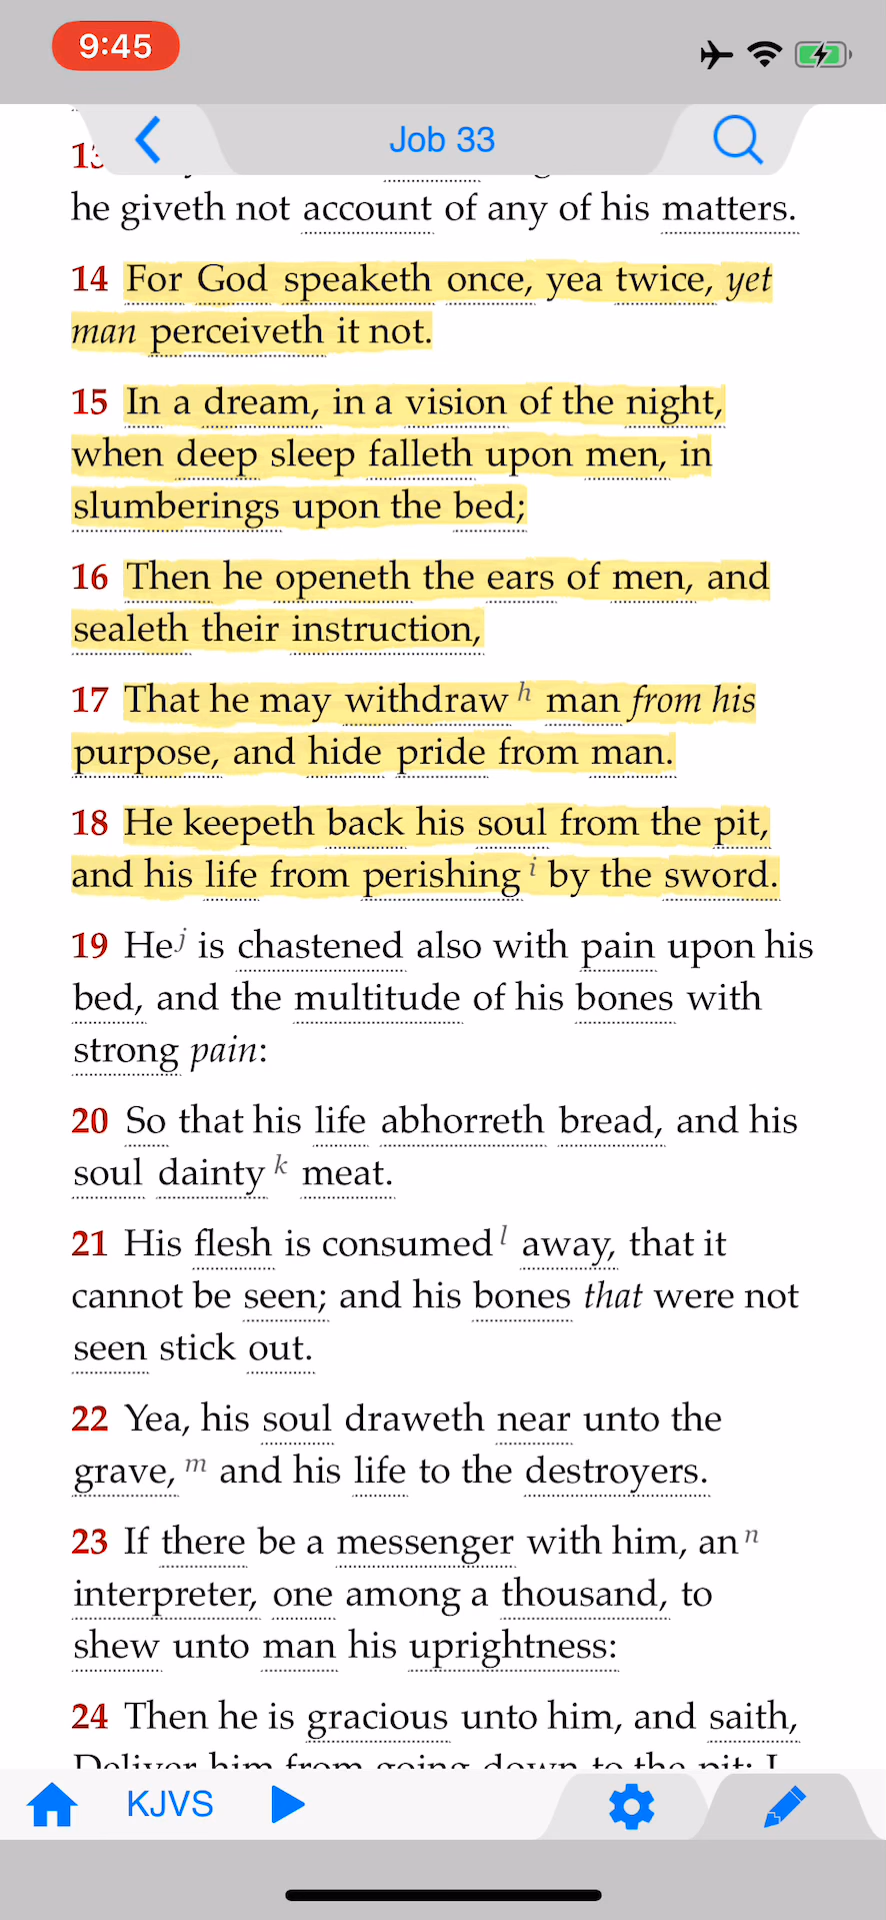 9:45
Job 33
he giveth not account of any of his matters.
14 For God speaketh once, yea twice, yet
man perceiveth it not.
15 In a dream, in a vision of the night,
when deep sleep falleth upon men, in
slumberings upon the bed;
16 Then he openeth the ears of men, and
sealeth their instruction,
17 That he may withdraw h man from his
purpose, and hide pride from man.
18 He keepeth back his soul from the pit,
and his life from perishing i by the sword.
19 He j is chastened also with pain upon his
bed, and the multitude of his bones with
strong pain:
20 So that his life abhorreth bread, and his
soul dainty k meat.
21 His flesh is consumed l away, that it
cannot be seen; and his bones that were not
seen stick out.
22 Yea, his soul draweth near unto the
grave, m and his life to the destroyers.
23 If there be a messenger with him, an n
interpreter, one among a thousand, to
shew unto man his uprightness:
24 Then he is gracious unto him, and saith,
Deliver him from going down to the pit: I
KJVS